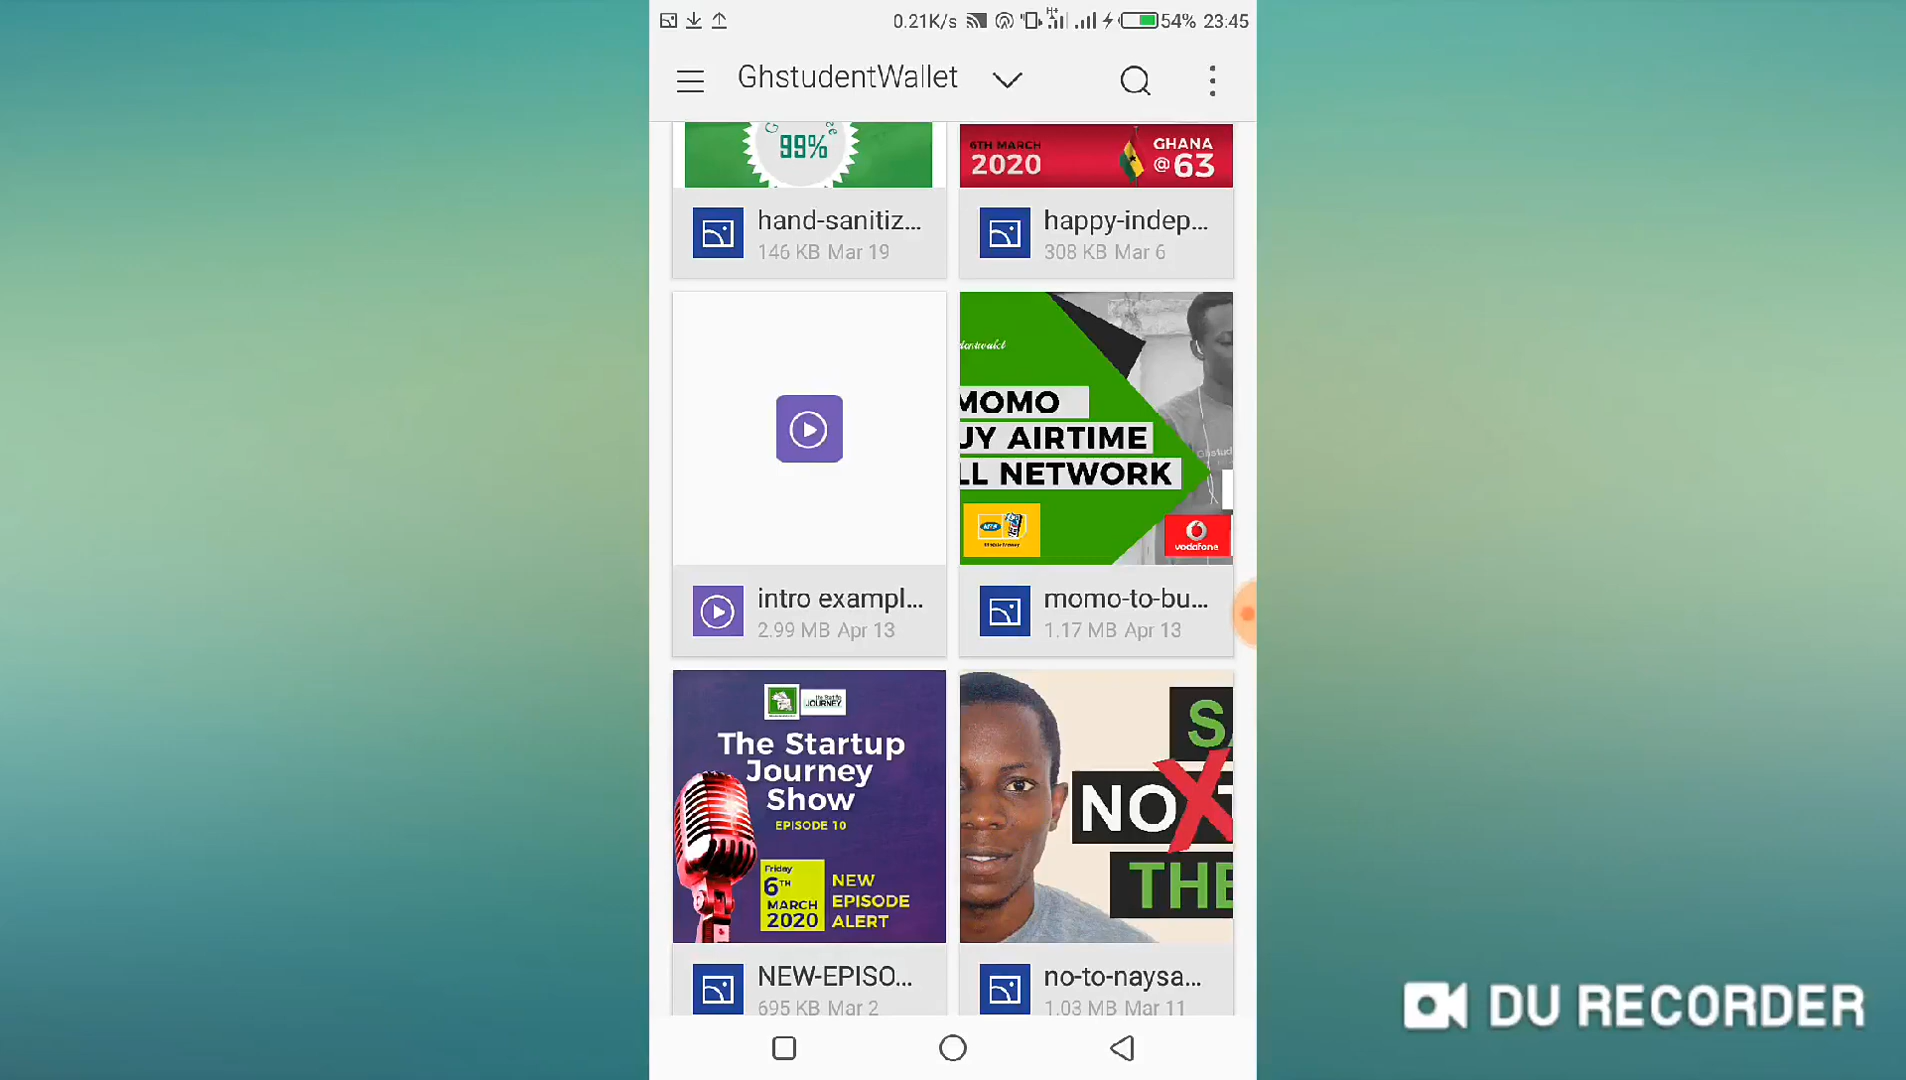 0.21K/s H+ 54% 23:45
GhstudentWallet
99%
6TH MARCH
2020
GHANA
@ 63
hand-sanitiz...
146 KB Mar 19
happy-indep...
308 KB Mar 6
MOMO
UY AIRTIME
LL NETWORK
vodafone
intro exampl...
2.99 MB Apr 13
momo-to-bu...
1.17 MB Apr 13
JOURNEY
The Startup
Journey
Show
EPISODE 10
Friday
6TH
MARCH
2020
NEW
EPISODE
ALERT
SA
NO T
THE
NEW-EPISO...
695 KB Mar 2
no-to-naysa...
1.03 MB Mar 11
DU RECORDER